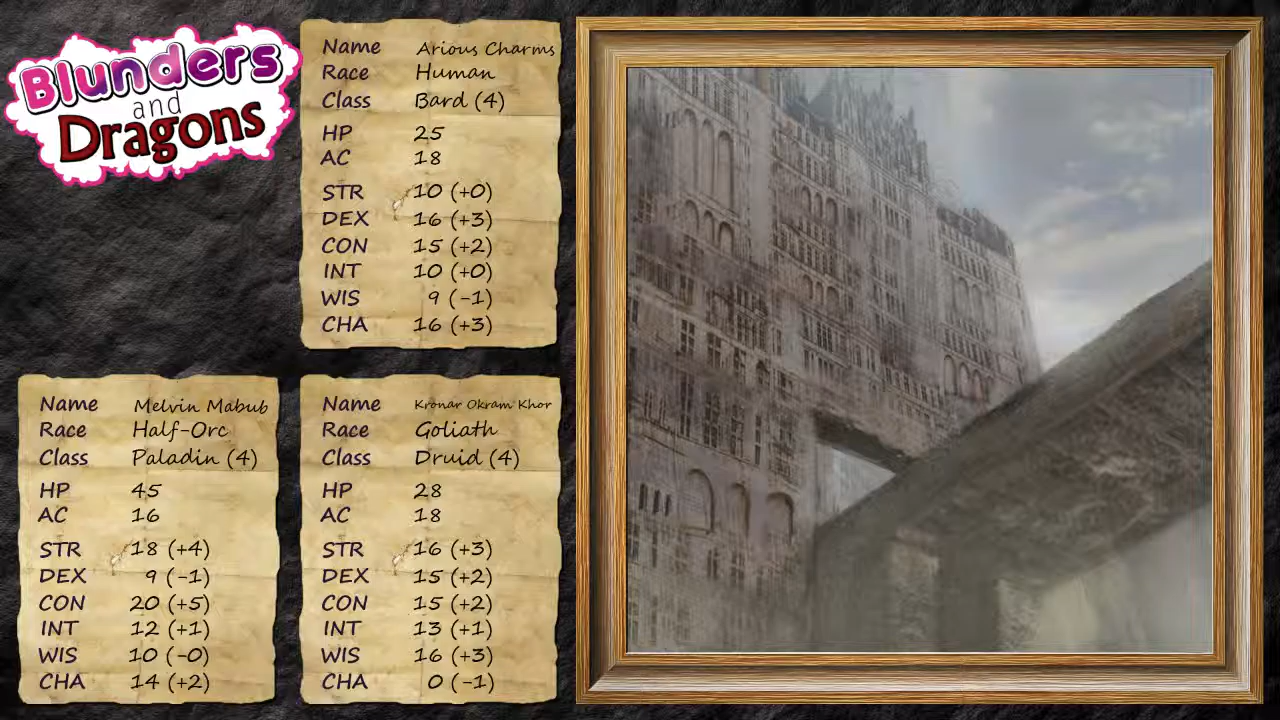 Blunders
and
Dragons
Name Arious Charms
Race Human
Class Bard (4)
HP 25
AC 18
STR 10 (+0)
DEX 16 (+3)
CON 15 (+2)
INT 10 (+0)
WIS 9 (-1)
CHA 16 (+3)
Name Melvin Mabub
Race Half-Orc
Class Paladin (4)
HP 45
AC 16
STR 18 (+4)
DEX 9 (-1)
CON 20 (+5)
INT 12 (+1)
WIS 10 (-0)
CHA 14 (+2)
Name Kronar Okram Khor
Race Goliath
Class Druid (4)
HP 28
AC 18
STR 16 (+3)
DEX 15 (+2)
CON 15 (+2)
INT 13 (+1)
WIS 16 (+3)
CHA 0 (-1)